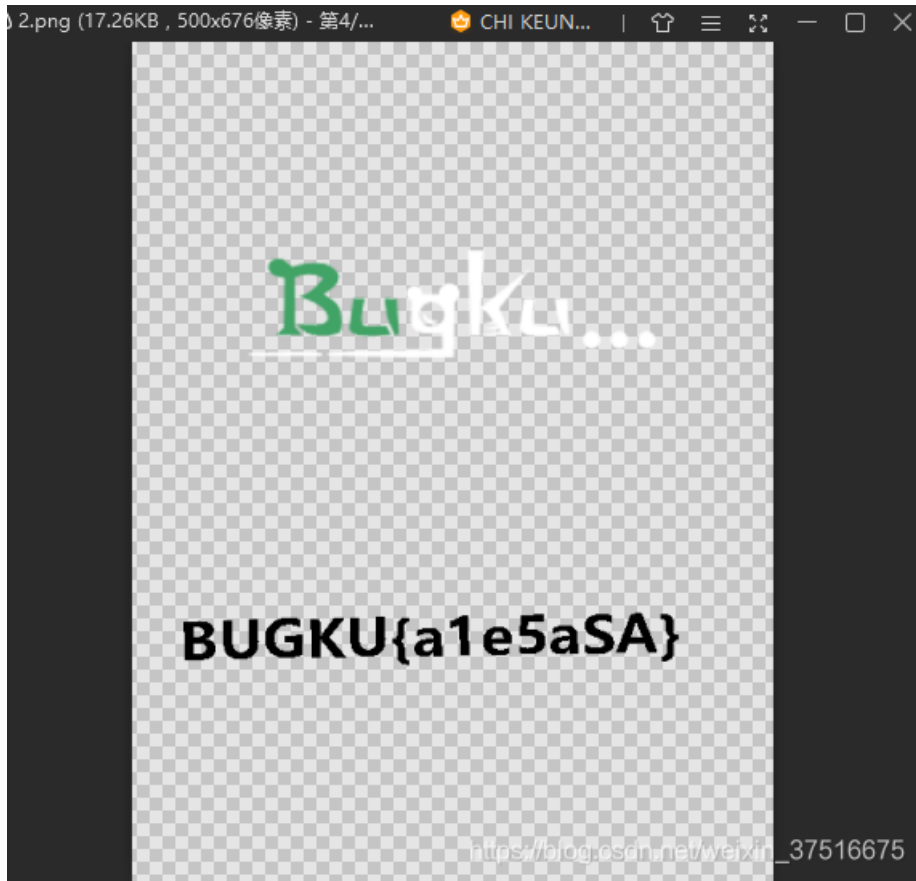 2.png (17.26KB , 500x676像素) - 第4/...
CHI KEUN...
Bugku...
BUGKU{a1e5aSA}
https://blog.csdn.net/weixin_37516675